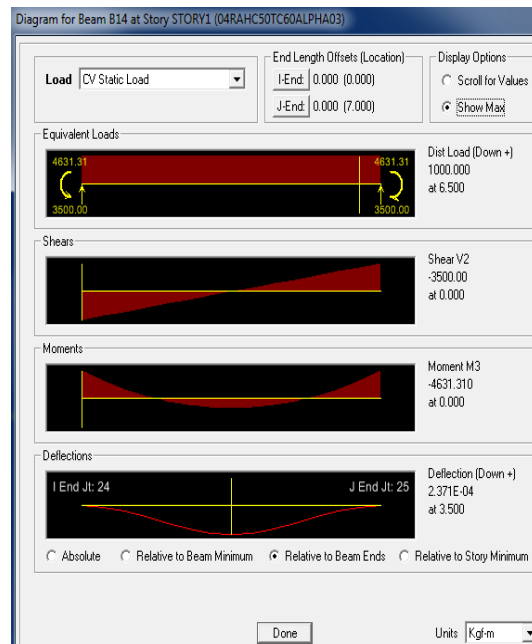 Diagram for Beam B14 at Story STORY1 (04RAHC50TC60ALPHA03)
Load CV Static Load
End Length Offsets (Location)
I-End: 0.000 (0.000)
J-End: 0.000 (7.000)
Display Options
Scroll for Values
Show Max
Equivalent Loads
4631.31 4631.31
3500.00 3500.00
Dist Load (Down +)
1000.000
at 6.500
Shears
Shear V2
-3500.00
at 0.000
Moments
Moment M3
-4631.310
at 0.000
Deflections
I End Jt: 24 J End Jt: 25
Deflection (Down +)
2.371E-04
at 3.500
Absolute Relative to Beam Minimum Relative to Beam Ends Relative to Story Minimum
Done Units Kgf-m